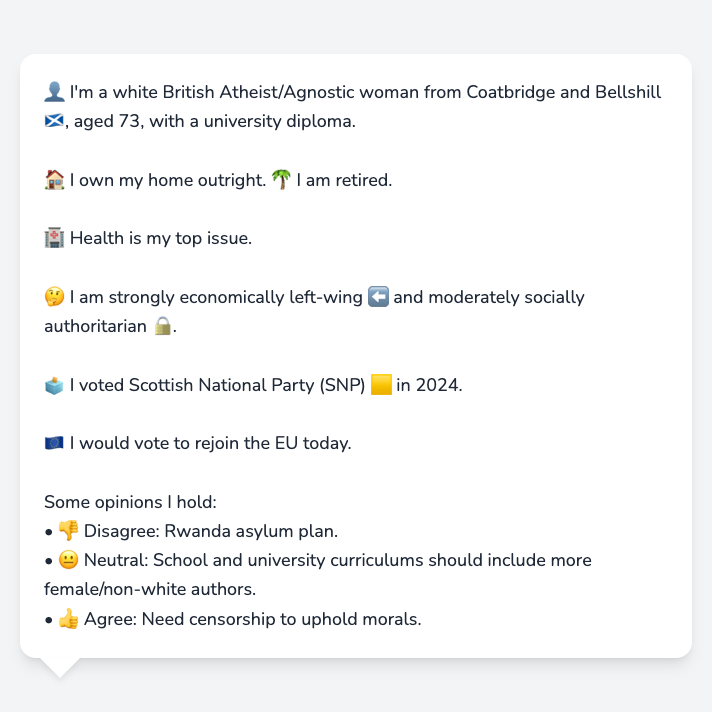 👤 I'm a white British Atheist/Agnostic woman from Coatbridge and Bellshill
🏴󠁧󠁢󠁳󠁣󠁴󠁿, aged 73, with a university diploma.
🏠 I own my home outright. 🌴 I am retired.
🏥 Health is my top issue.
🤔 I am strongly economically left-wing ⬅️ and moderately socially
authoritarian 🔒.
🗳️ I voted Scottish National Party (SNP) 🟨 in 2024.
🇪🇺 I would vote to rejoin the EU today.
Some opinions I hold:
• 👎 Disagree: Rwanda asylum plan.
• 😐 Neutral: School and university curriculums should include more
female/non-white authors.
• 👍 Agree: Need censorship to uphold morals.